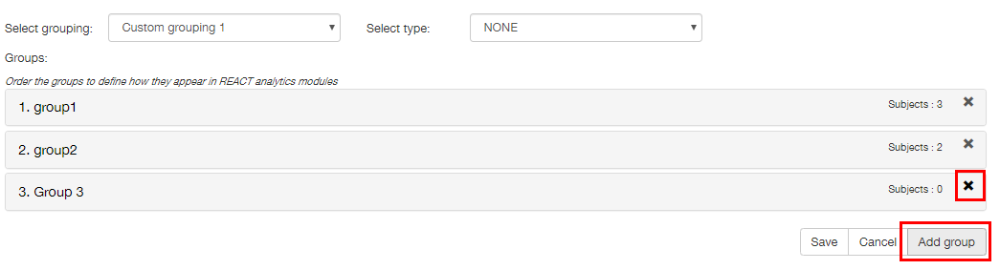 Select grouping: Custom grouping 1 Select type: NONE
Groups:
Order the groups to define how they appear in REACT analytics modules
1. group1 Subjects : 3
2. group2 Subjects : 2
3. Group 3 Subjects : 0
Save Cancel Add group